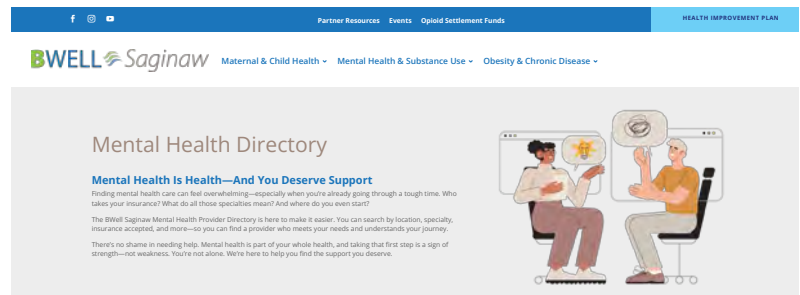 Partner Resources Events Opioid Settlement Funds
HEALTH IMPROVEMENT PLAN
BWELL Saginaw
Maternal & Child Health Mental Health & Substance Use Obesity & Chronic Disease
Mental Health Directory
Mental Health Is Health—And You Deserve Support
Finding mental health care can feel overwhelming—especially when you're already going through a tough time. Who
takes your insurance? What do all those specialties mean? And where do you even start?
The BWell Saginaw Mental Health Provider Directory is here to make it easier. You can search by location, specialty,
insurance accepted, and more—so you can find a provider who meets your needs and understands your journey.
There's no shame in needing help. Mental health is part of your whole health, and taking that first step is a sign of
strength—not weakness. You're not alone. We're here to help you find the support you deserve.